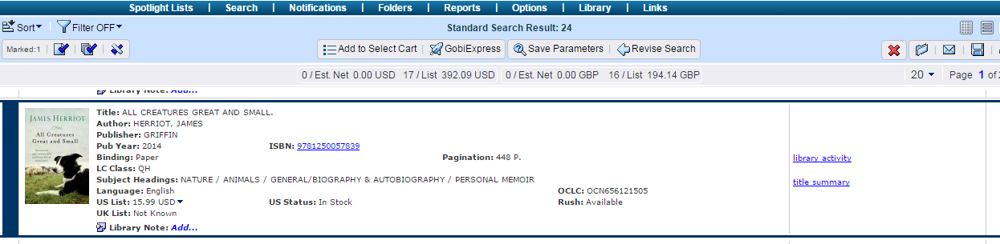 Spotlight Lists | Search | Notifications | Folders | Reports | Options | Library | Links
Sort Filter OFF Standard Search Result: 24
Marked:1 Add to Select Cart GobiExpress Save Parameters Revise Search
0 / Est. Net 0.00 USD 17 / List 392.09 USD 0 / Est. Net 0.00 GBP 16 / List 194.14 GBP 20 Page 1 of
Library Note: Add...
JAMES HERRIOT
All Creatures
Great and Small
Title: ALL CREATURES GREAT AND SMALL.
Author: HERRIOT, JAMES
Publisher: GRIFFIN
Pub Year: 2014 ISBN: 9781250057839
Binding: Paper Pagination: 448 P.
LC Class: QH
Subject Headings: NATURE / ANIMALS / GENERAL/BIOGRAPHY & AUTOBIOGRAPHY / PERSONAL MEMOIR
Language: English OCLC: OCN656121505
US List: 15.99 USD US Status: In Stock Rush: Available
UK List: Not Known
Library Note: Add...
library activity
title summary